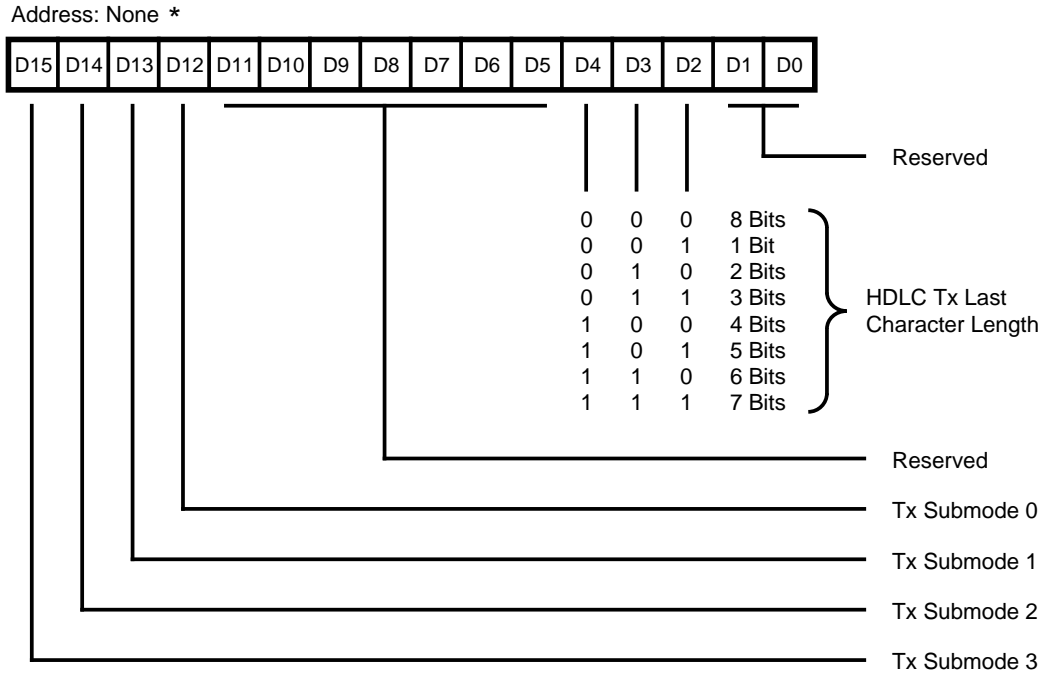 Address: None *
D15 D14 D13 D12 D11 D10 D9 D8 D7 D6 D5 D4 D3 D2 D1 D0
Reserved
0 0 0 8 Bits
0 0 1 1 Bit
0 1 0 2 Bits
0 1 1 3 Bits
1 0 0 4 Bits
1 0 1 5 Bits
1 1 0 6 Bits
1 1 1 7 Bits
HDLC Tx Last
Character Length
Reserved
Tx Submode 0
Tx Submode 1
Tx Submode 2
Tx Submode 3